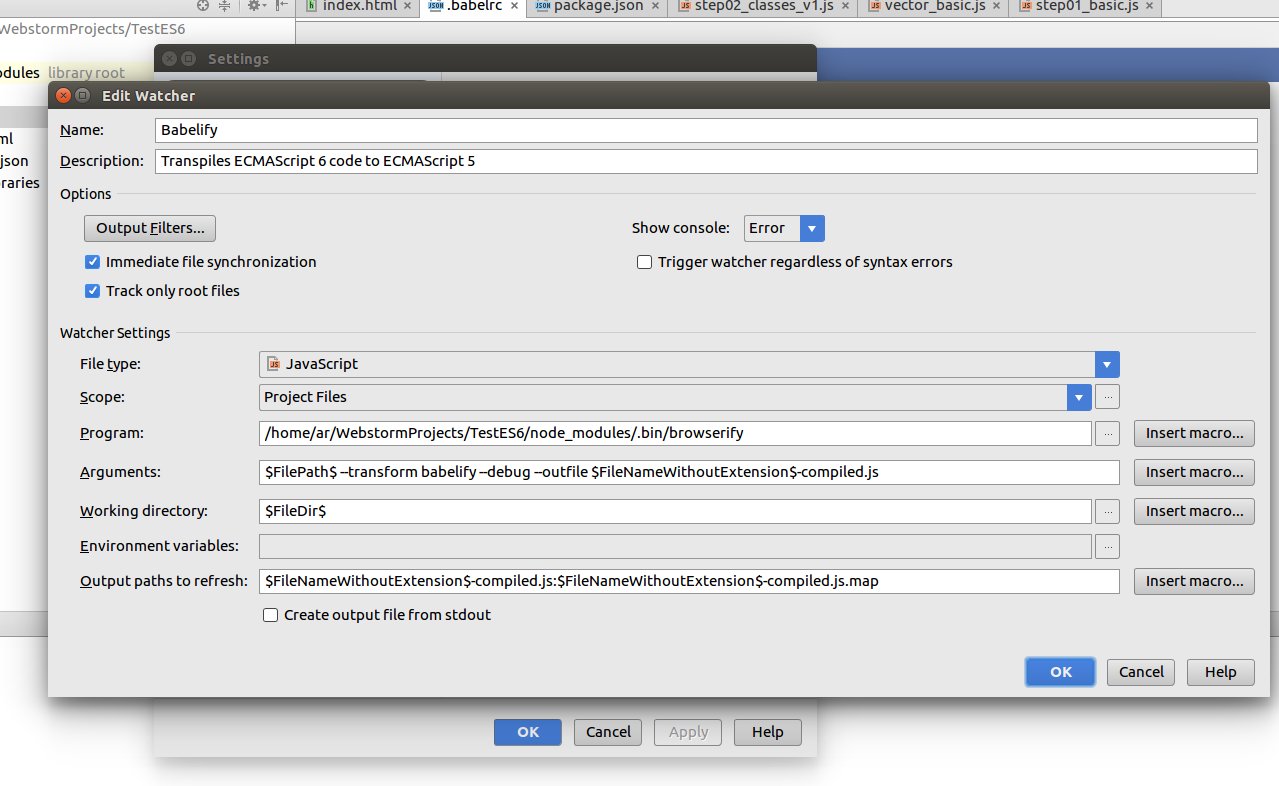 index.html
.babelrc
package.json
step02_classes_v1.js
vector_basic.js
step01_basic.js
WebstormProjects/TestES6
odules library root
Settings
Edit Watcher
ml
json
raries
Name: Babelify
Description: Transpiles ECMAScript 6 code to ECMAScript 5
Options
Output Filters...
Show console: Error
Immediate file synchronization
Trigger watcher regardless of syntax errors
Track only root files
Watcher Settings
File type: JavaScript
Scope: Project Files ...
Program: /home/ar/WebstormProjects/TestES6/node_modules/.bin/browserify ... Insert macro...
Arguments: $FilePath$ --transform babelify --debug --outfile $FileNameWithoutExtension$-compiled.js Insert macro...
Working directory: $FileDir$ ... Insert macro...
Environment variables: ...
Output paths to refresh: $FileNameWithoutExtension$-compiled.js:$FileNameWithoutExtension$-compiled.js.map Insert macro...
Create output file from stdout
OK Cancel Help
OK Cancel Apply Help